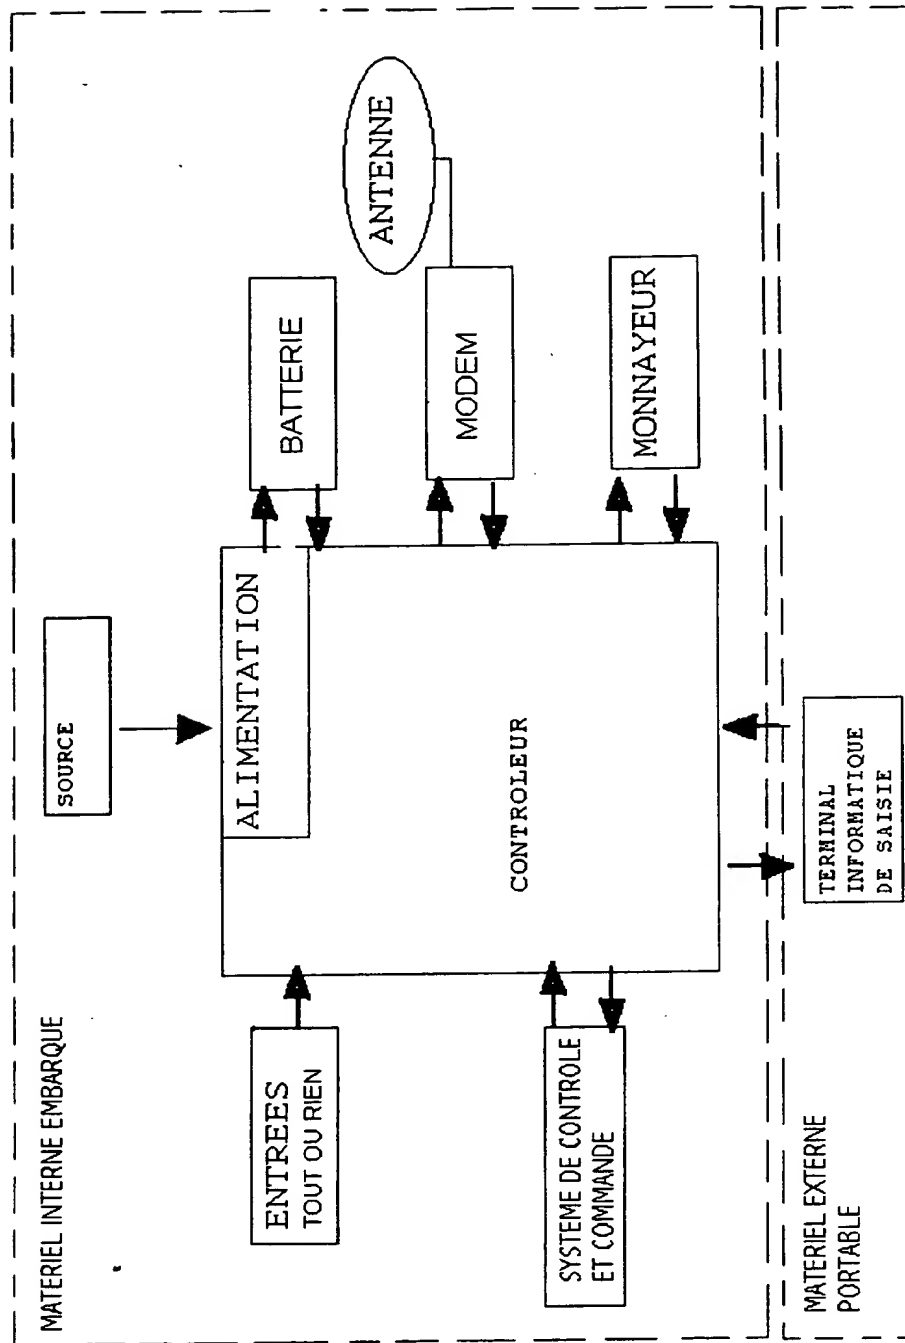 MATERIEL INTERNE EMBARQUE
SOURCE
ENTREES
TOUT OU RIEN
ALIMENTATION
BATTERIE
ANTENNE
CONTROLEUR
MODEM
SYSTEME DE CONTROLE
ET COMMANDE
MONNAYEUR
MATERIEL EXTERNE
PORTABLE
TERMINAL
INFORMATIQUE
DE SAISIE